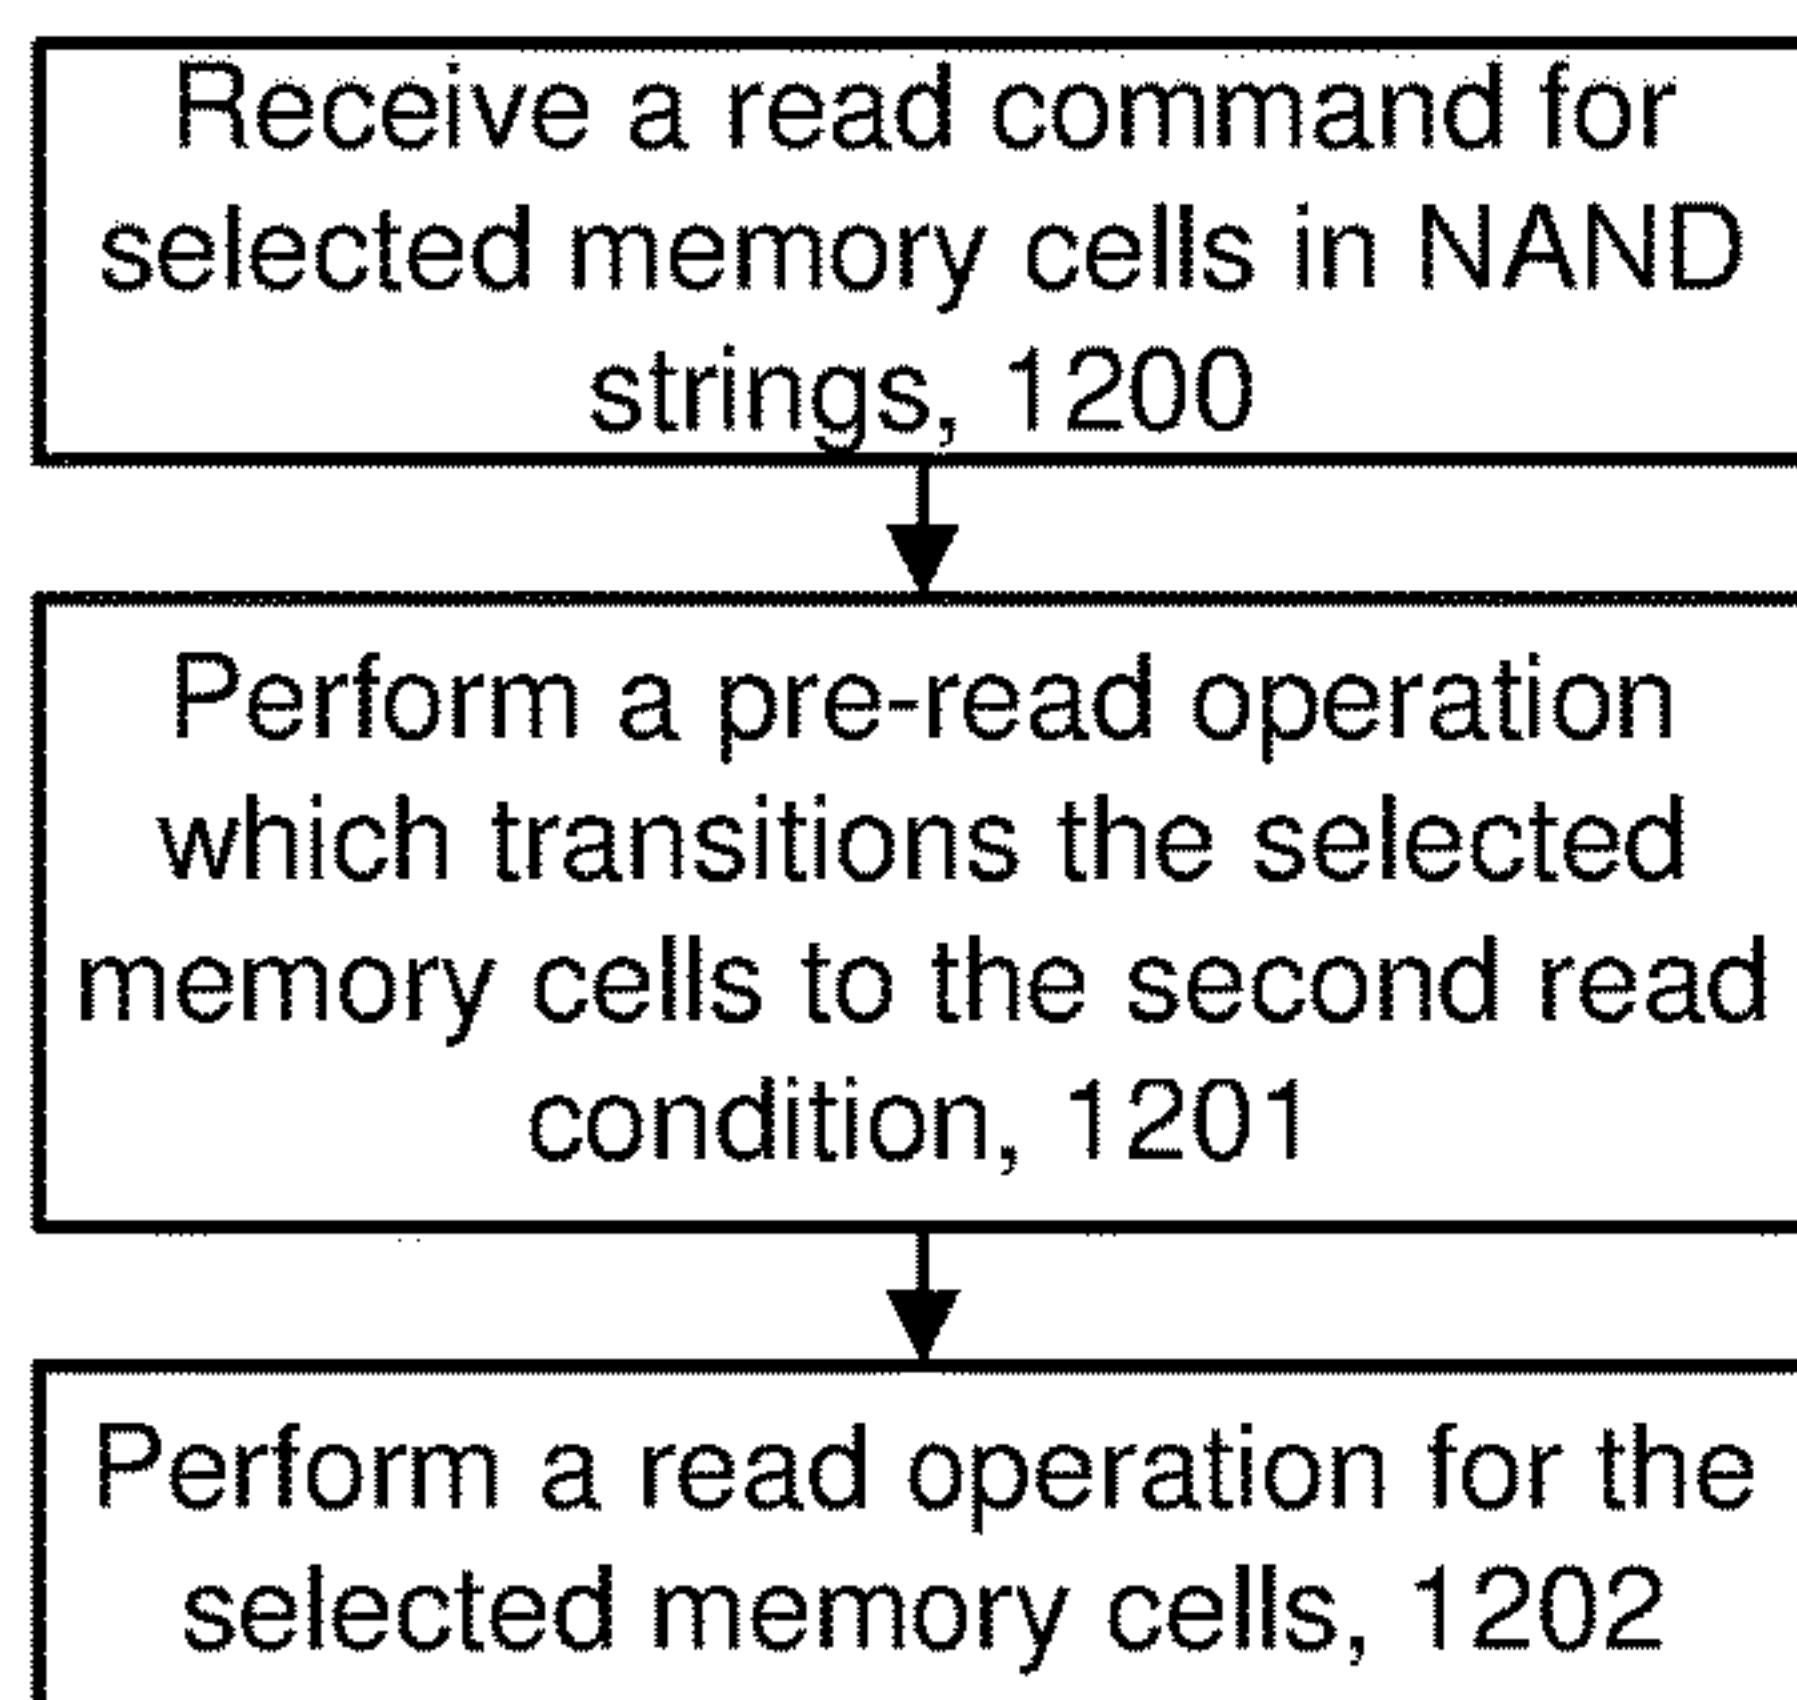 Receive a read command for
selected memory cells in NAND
strings, 1200
Perform a pre-read operation
which transitions the selected
memory cells to the second read
condition, 1201
Perform a read operation for the
selected memory cells, 1202